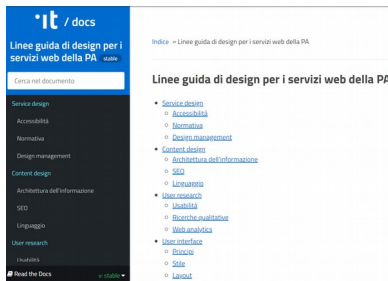 it / docs
Linee guida di design per i
servizi web della PA stable
Cerca nel documento
Service design
Accessibilità
Normativa
Design management
Content design
Architettura dell'informazione
SEO
Linguaggio
User research
Usabilità
Read the Docs v: stable
Indice » Linee guida di design per i servizi web della PA
Linee guida di design per i servizi web della PA
Service design
Accessibilità
Normativa
Design management
Content design
Architettura dell'informazione
SEO
Linguaggio
User research
Usabilità
Ricerche qualitative
Web analytics
User interface
Principi
Stile
Layout